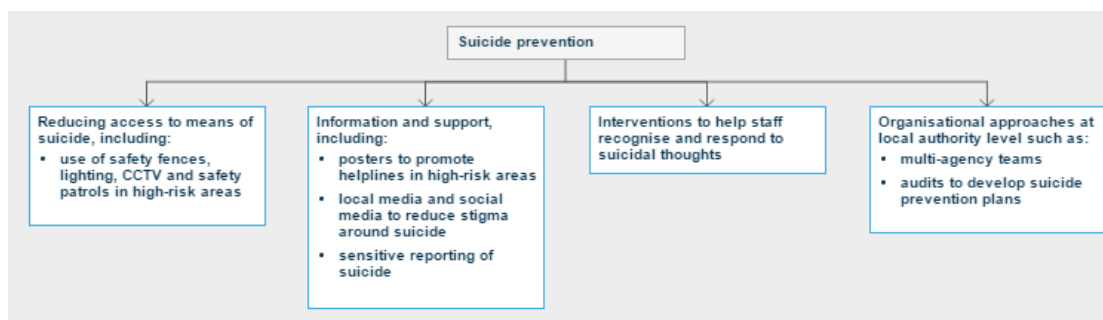 Suicide prevention
Reducing access to means of
suicide, including:
▪ use of safety fences,
lighting, CCTV and safety
patrols in high-risk areas
Information and support,
including:
▪ posters to promote
helplines in high-risk areas
▪ local media and social
media to reduce stigma
around suicide
▪ sensitive reporting of
suicide
Interventions to help staff
recognise and respond to
suicidal thoughts
Organisational approaches at
local authority level such as:
▪ multi-agency teams
▪ audits to develop suicide
prevention plans